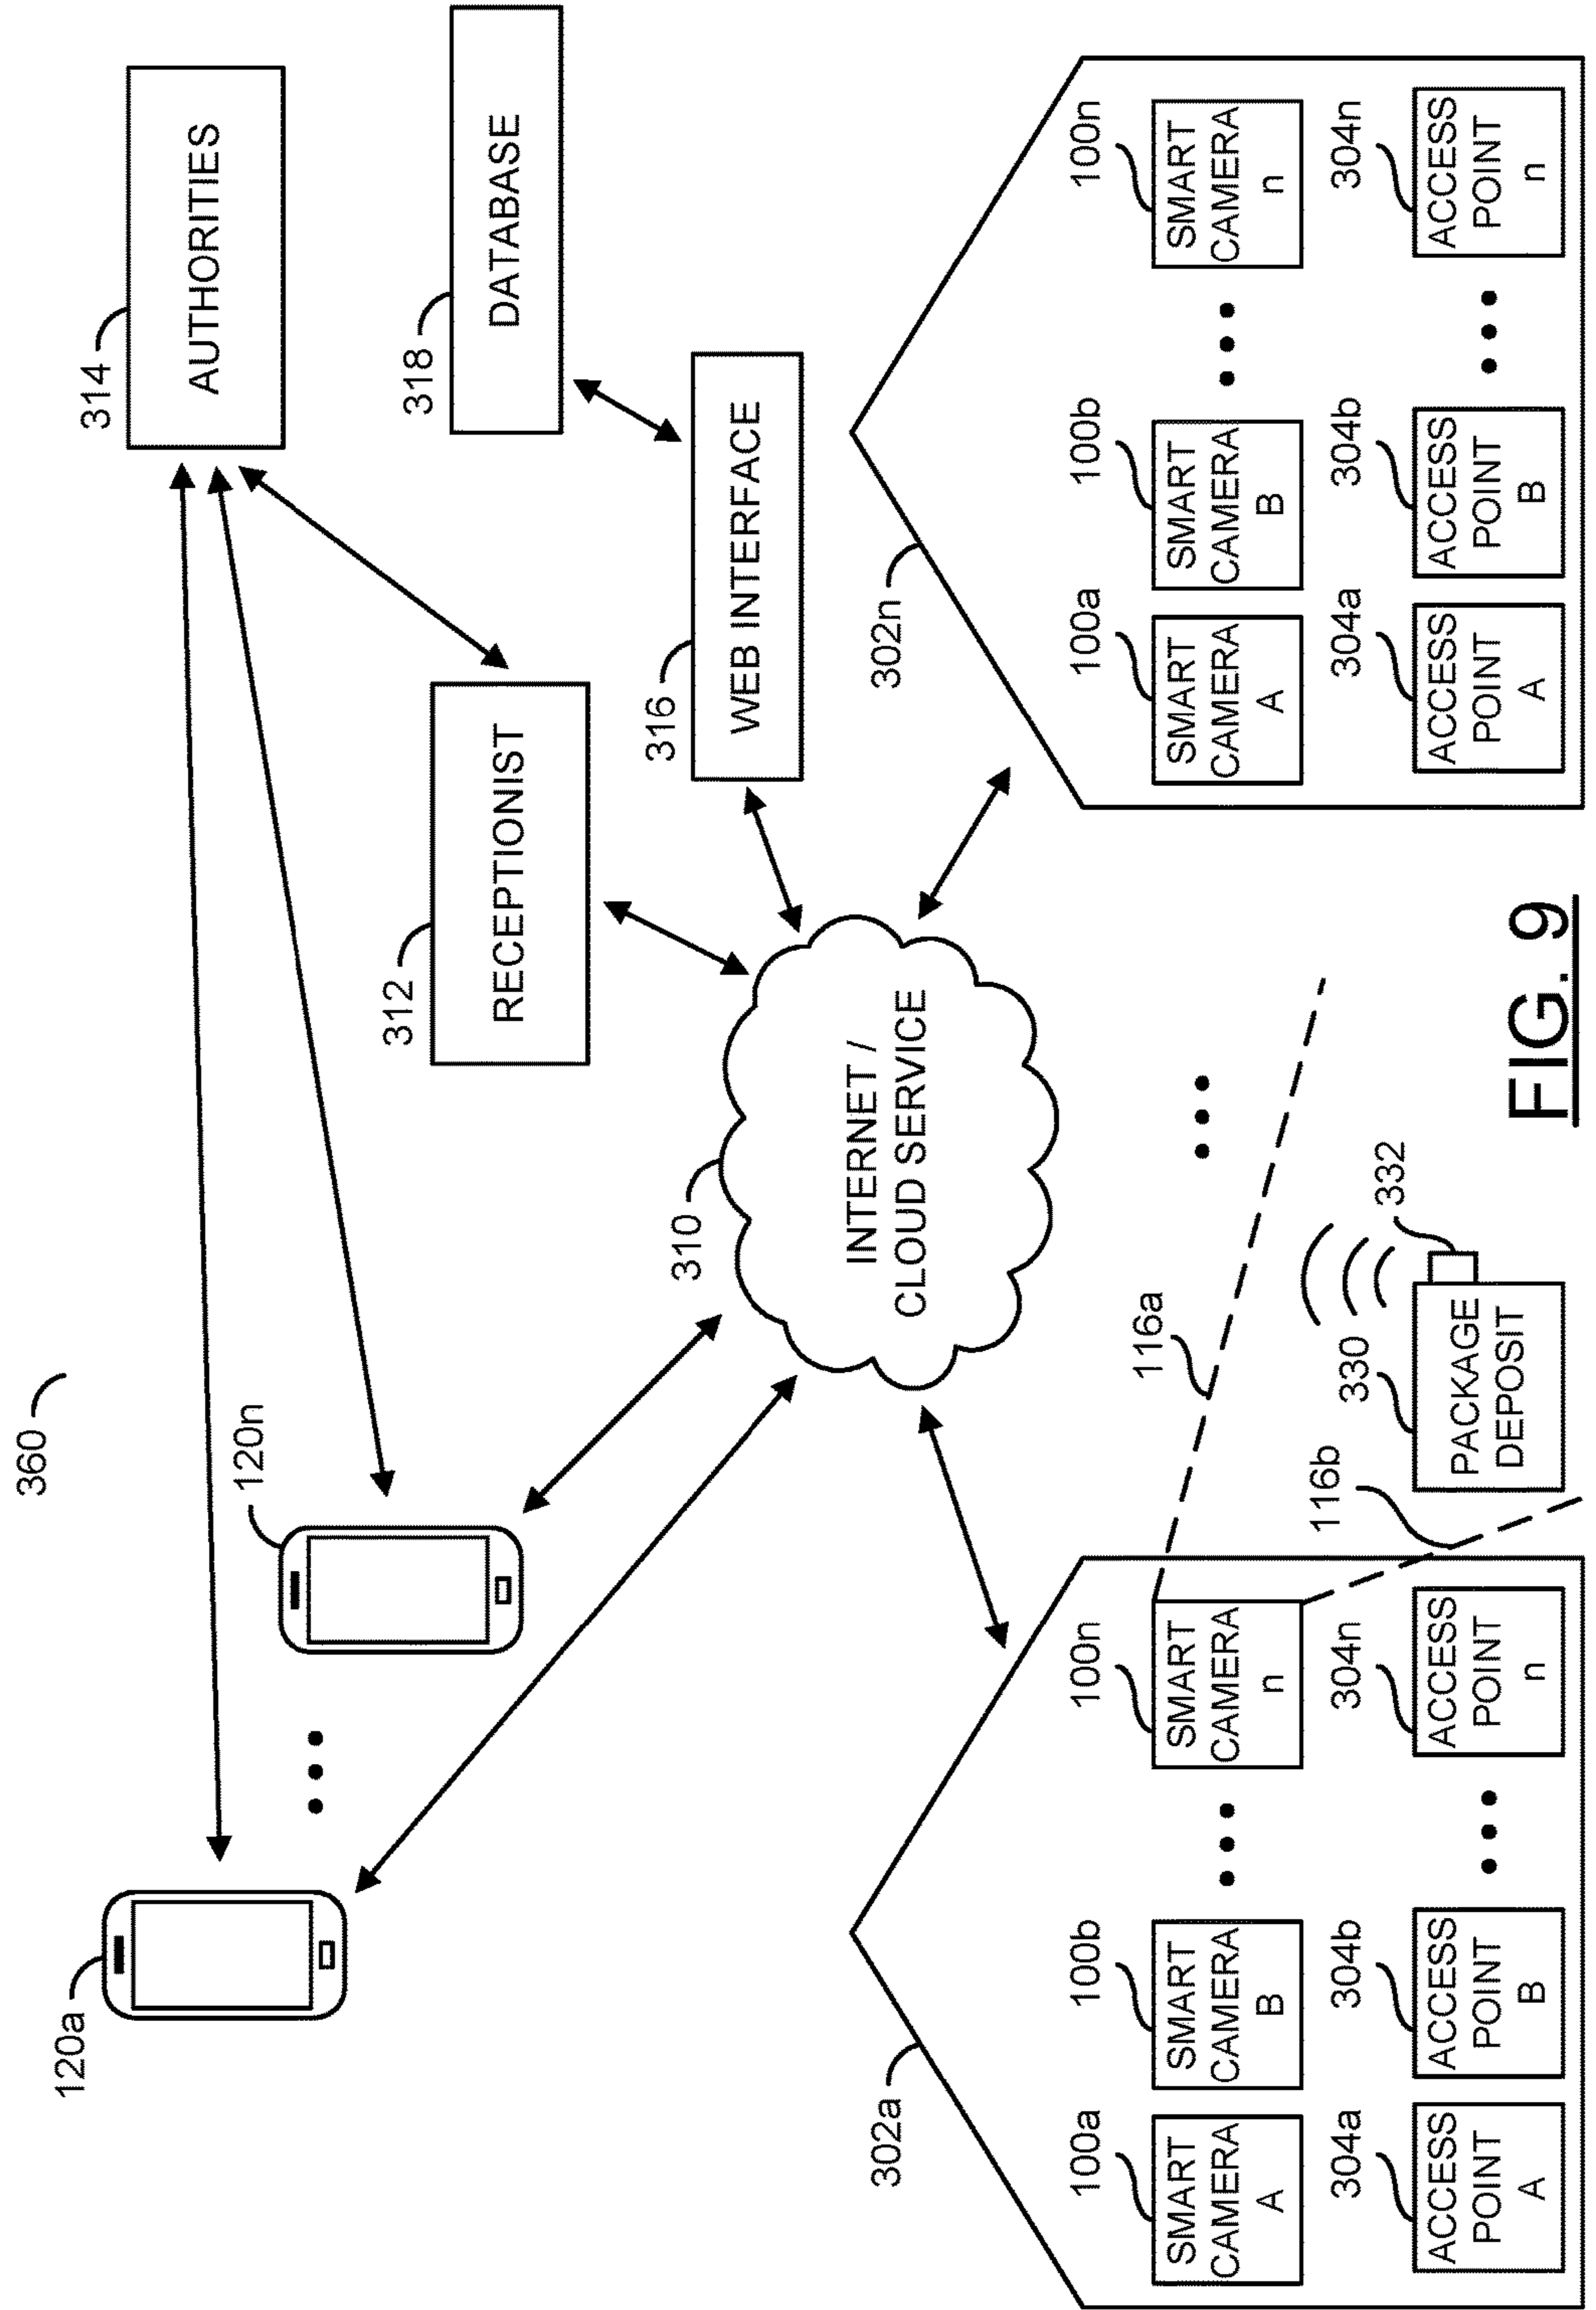 360
120a
120n
314
AUTHORITIES
312
RECEPTIONIST
318
DATABASE
310
INTERNET /
CLOUD SERVICE
316
WEB INTERFACE
302a
100a
SMART
CAMERA
A
100b
SMART
CAMERA
B
100n
SMART
CAMERA
n
304a
ACCESS
POINT
A
304b
ACCESS
POINT
B
304n
ACCESS
POINT
n
116a
116b
330
PACKAGE
DEPOSIT
332
302n
100a
SMART
CAMERA
A
100b
SMART
CAMERA
B
100n
SMART
CAMERA
n
304a
ACCESS
POINT
A
304b
ACCESS
POINT
B
304n
ACCESS
POINT
n
FIG. 9